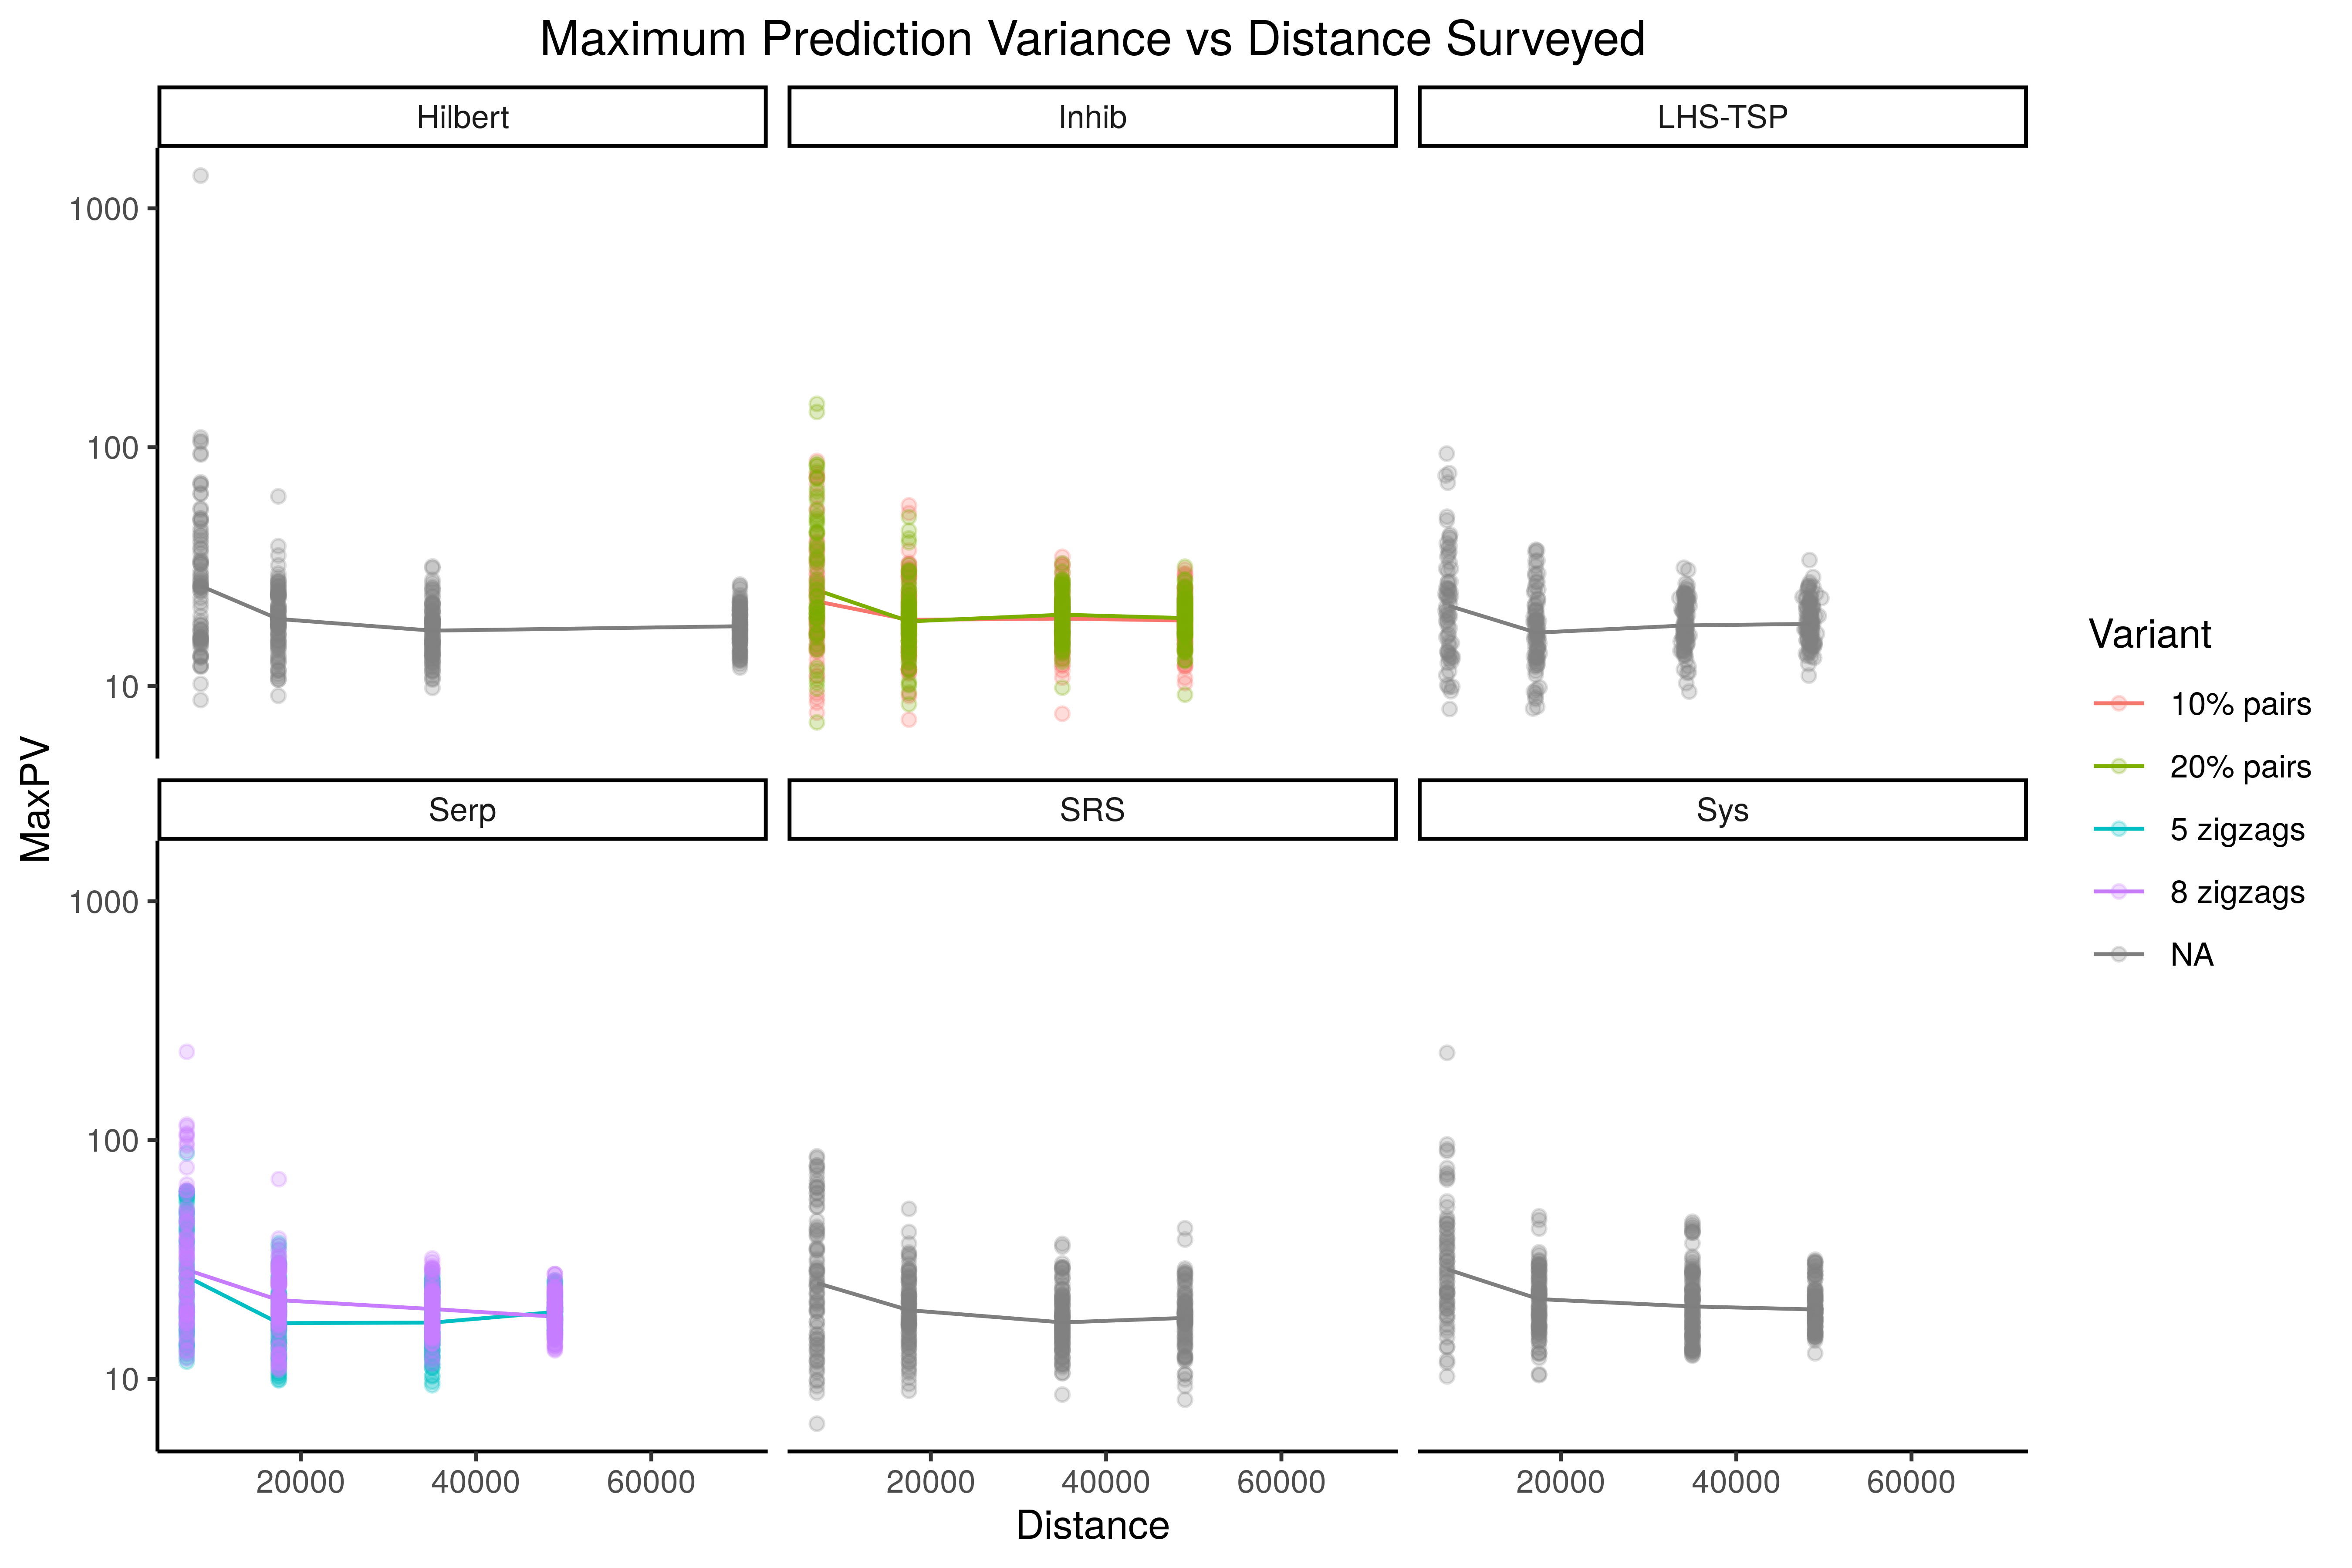 Maximum Prediction Variance vs Distance Surveyed
Hilbert
Inhib
LHS-TSP
1000
100
10
Serp
SRS
Sys
1000
100
10
MaxPV
20000 40000 60000
20000 40000 60000
20000 40000 60000
Distance
Variant
10% pairs
20% pairs
5 zigzags
8 zigzags
NA